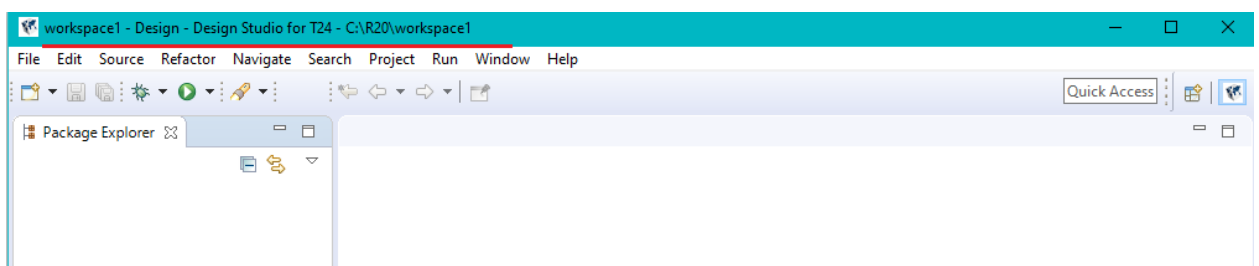 workspace1 - Design - Design Studio for T24 - C:\R20\workspace1
File Edit Source Refactor Navigate Search Project Run Window Help
Quick Access
Package Explorer